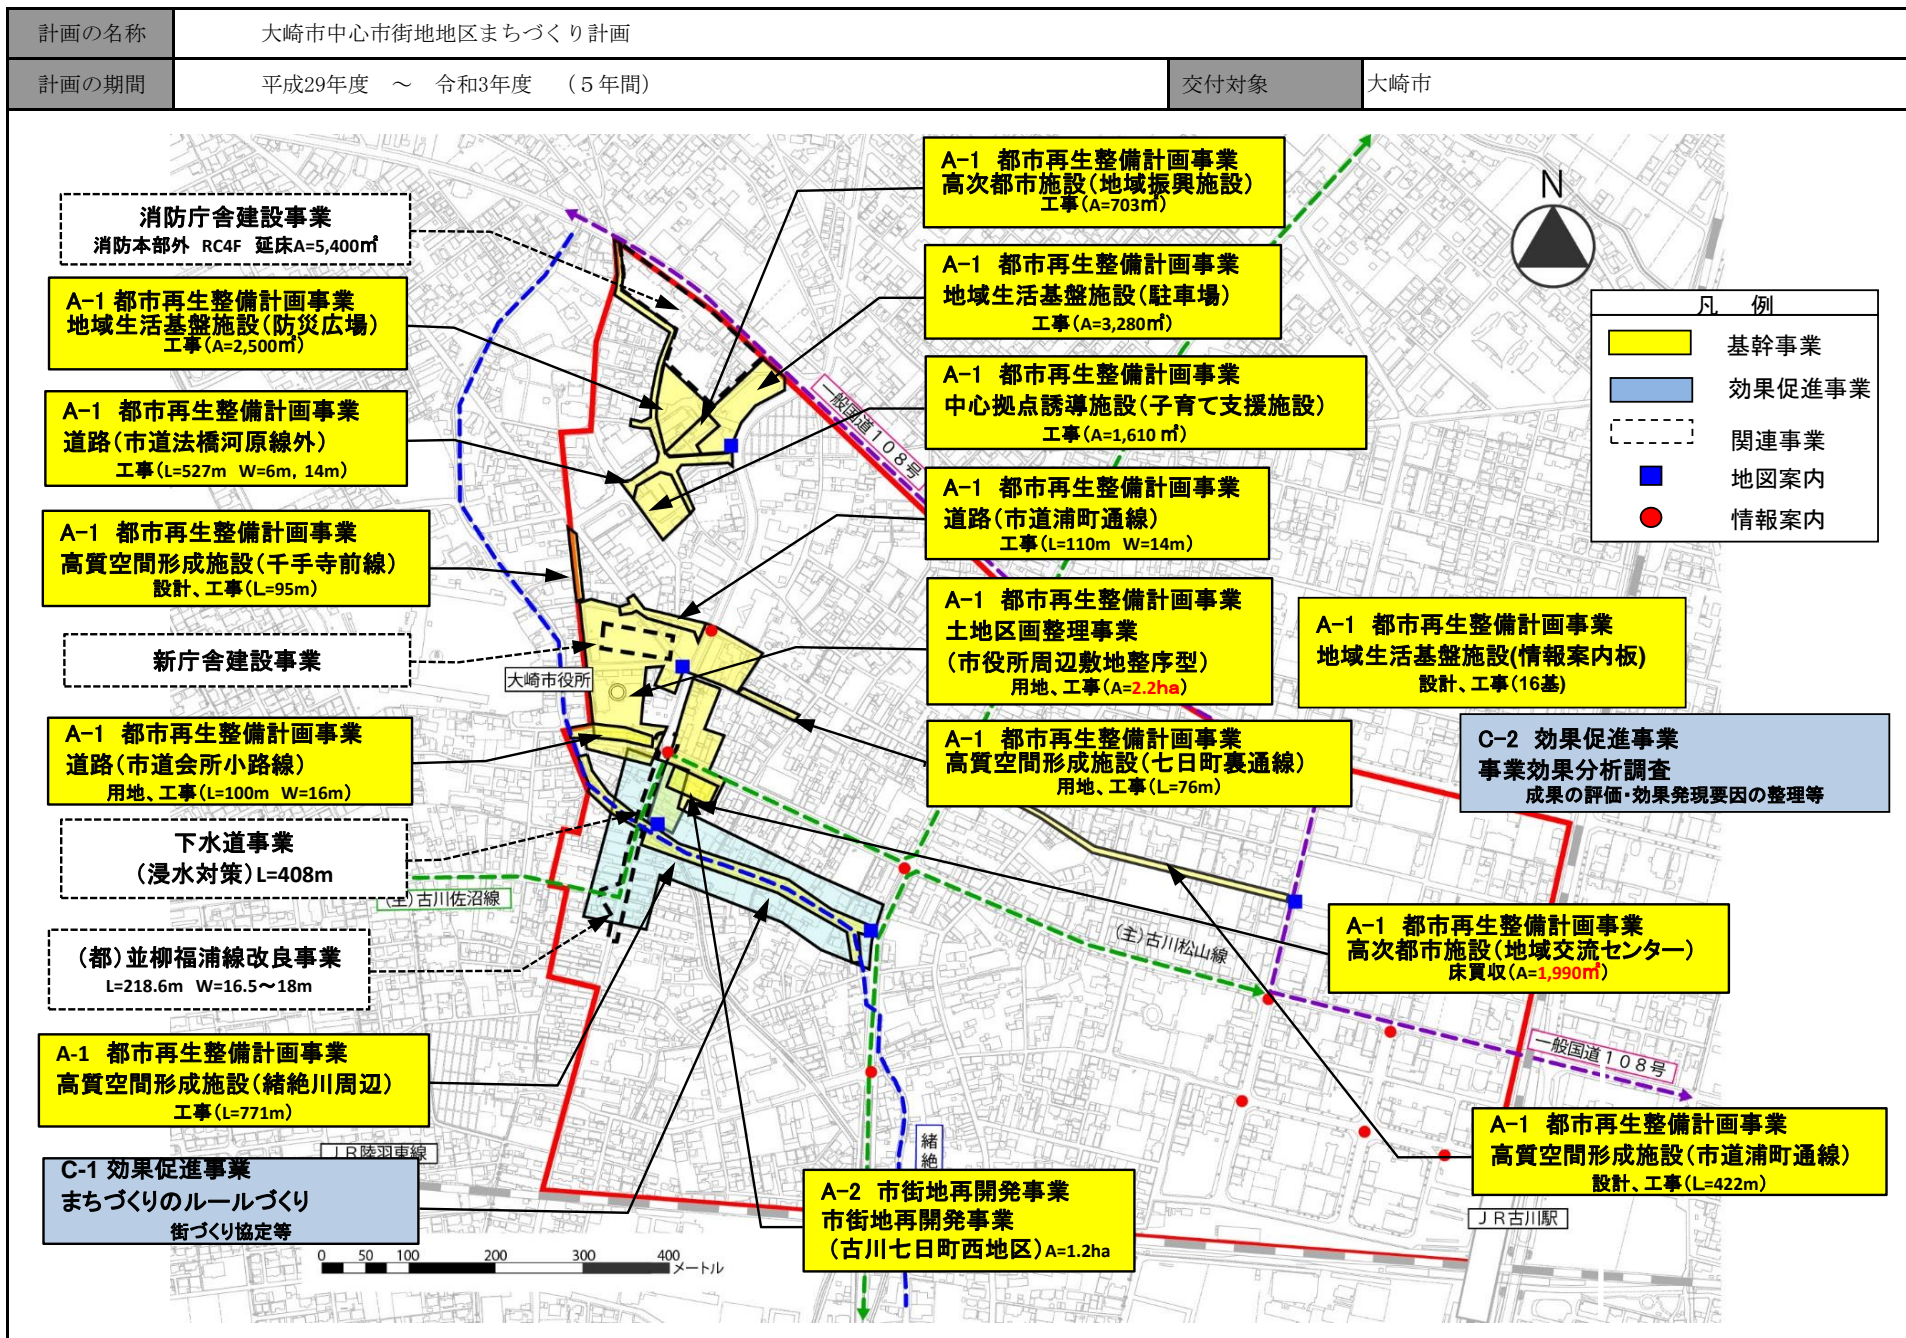 計画の名称
大崎市中心市街地地区まちづくり計画
計画の期間
平成29年度　～　令和3年度　（５年間）
交付対象
大崎市
消防庁舎建設事業
消防本部外 RC4F 延床A=5,400㎡
A-1 都市再生整備計画事業
地域生活基盤施設(防災広場)
工事(A=2,500㎡)
A-1 都市再生整備計画事業
道路(市道法橋河原線外)
工事(L=527m W=6m, 14m)
A-1 都市再生整備計画事業
高質空間形成施設(千手寺前線)
設計、工事(L=95m)
新庁舎建設事業
大崎市役所
A-1 都市再生整備計画事業
道路(市道会所小路線)
用地、工事(L=100m W=16m)
下水道事業
(浸水対策)L=408m
(主)古川佐沼線
(都)並柳福浦線改良事業
L=218.6m W=16.5～18m
A-1 都市再生整備計画事業
高質空間形成施設(緒絶川周辺)
工事(L=771m)
JR陸羽東線
C-1 効果促進事業
まちづくりのルールづくり
街づくり協定等
0 50 100 200 300 400
メートル
A-1 都市再生整備計画事業
高次都市施設(地域振興施設)
工事(A=703㎡)
A-1 都市再生整備計画事業
地域生活基盤施設(駐車場)
工事(A=3,280㎡)
A-1 都市再生整備計画事業
中心拠点誘導施設(子育て支援施設)
工事(A=1,610 ㎡)
一般国道108号
A-1 都市再生整備計画事業
道路(市道浦町通線)
工事(L=110m W=14m)
A-1 都市再生整備計画事業
土地区画整理事業
(市役所周辺敷地整序型)
用地、工事(A=2.2ha)
A-1 都市再生整備計画事業
高質空間形成施設(七日町裏通線)
用地、工事(L=76m)
(主)古川松山線
緒絶
A-2 市街地再開発事業
市街地再開発事業
(古川七日町西地区)A=1.2ha
N
凡 例
基幹事業
効果促進事業
関連事業
地図案内
情報案内
A-1 都市再生整備計画事業
地域生活基盤施設(情報案内板)
設計、工事(16基)
C-2 効果促進事業
事業効果分析調査
成果の評価・効果発現要因の整理等
A-1 都市再生整備計画事業
高次都市施設(地域交流センター)
床買収(A=1,990㎡)
一般国道108号
A-1 都市再生整備計画事業
高質空間形成施設(市道浦町通線)
設計、工事(L=422m)
JR古川駅